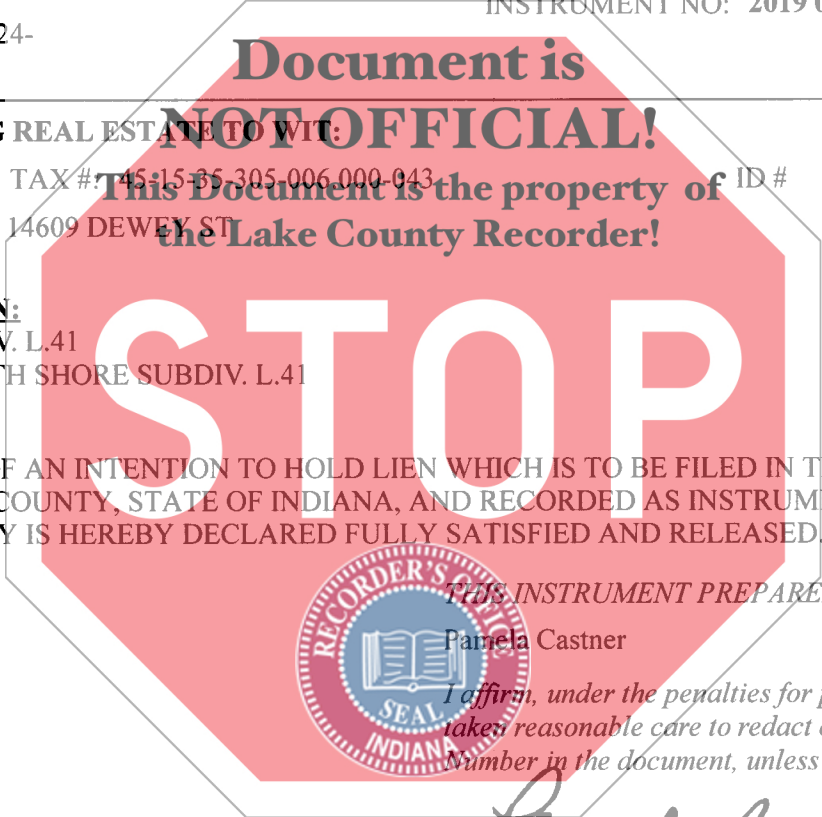 INSTRUMENT NO: 2019 0
24-
Document is
NOT OFFICIAL!
G REAL ESTATE TO WIT:
TAX #: 45-15-35-305-006.000-043 ID #
This Document is the property of
14609 DEWEY ST
the Lake County Recorder!
N:
V. L.41
TH SHORE SUBDIV. L.41
STOP
F AN INTENTION TO HOLD LIEN WHICH IS TO BE FILED IN T
COUNTY, STATE OF INDIANA, AND RECORDED AS INSTRUM
Y IS HEREBY DECLARED FULLY SATISFIED AND RELEASED.
RECORDER'S OFFICE
SEAL
INDIANA
THIS INSTRUMENT PREPARE
Pamela Castner
I affirm, under the penalties for p
taken reasonable care to redact
Number in the document, unless